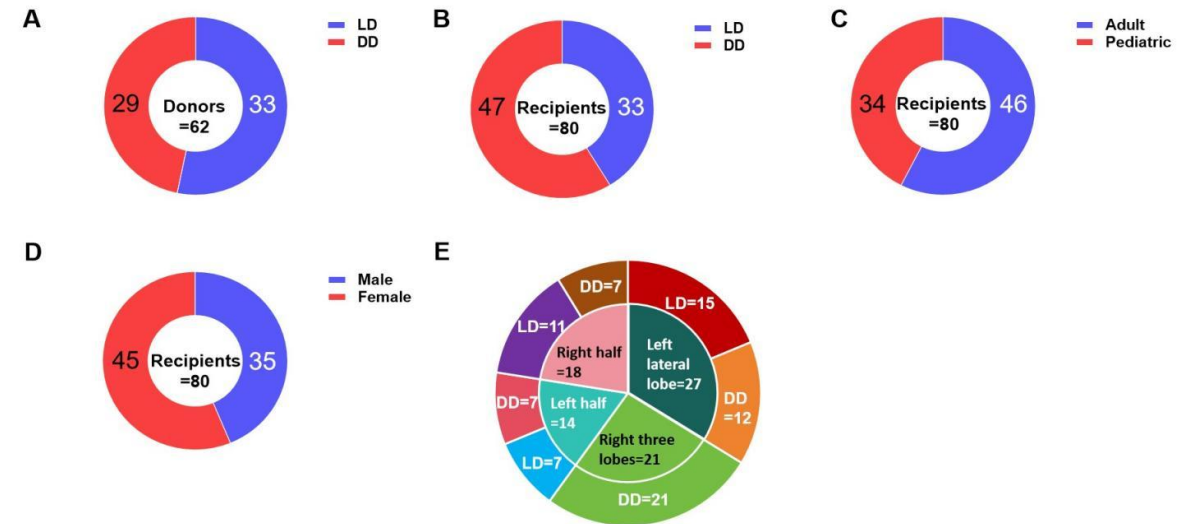 A
LD
DD
29
Donors
=62
33
B
LD
DD
47
Recipients
=80
33
C
Adult
Pediatric
34
Recipients
=80
46
D
Male
Female
45
Recipients
=80
35
E
DD=7
LD=15
LD=11
Right half
=18
Left
lateral
lobe=27
DD=7
Left half
=14
DD
=12
Right three
lobes=21
LD=7
DD=21